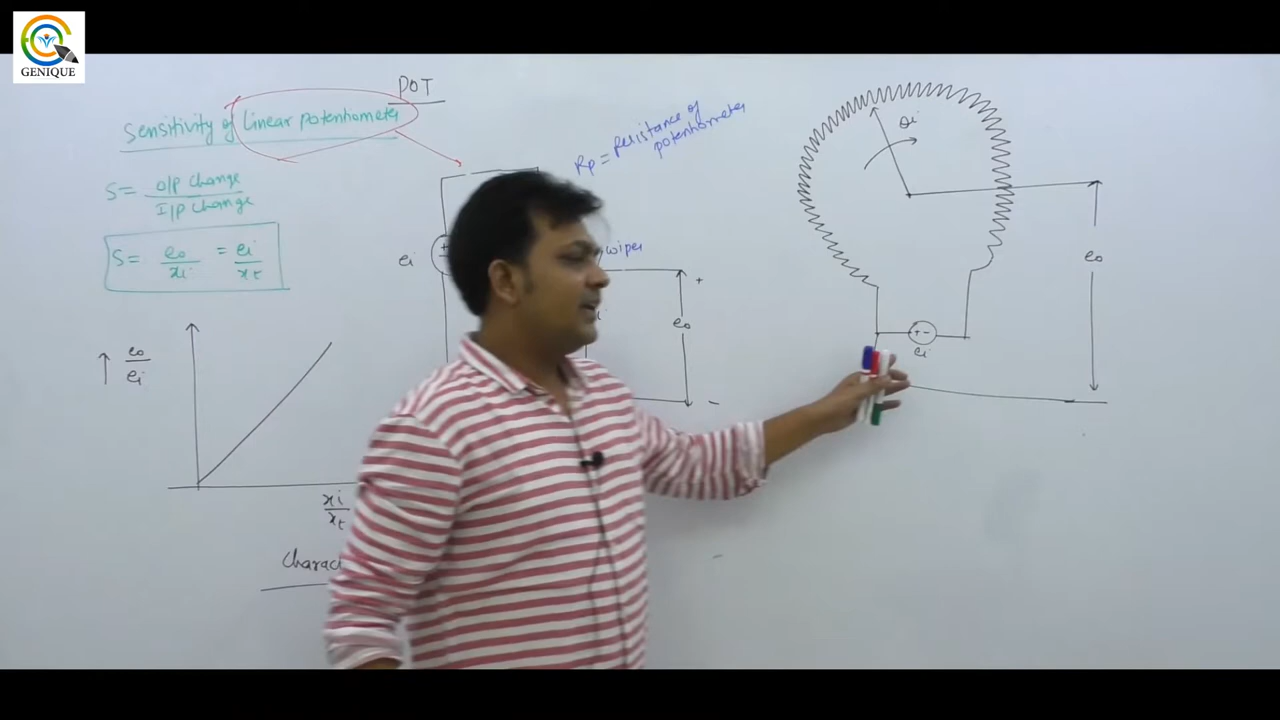 GENIQUE
POT
Sensitivity of Linear potentiometer
S= O/P Change
I/P Change
S= eo = ei
xi xt
eo
ei
xi
xt
Charact
Rp = Resistance of
potentiometer
ei
+
wiper
i
+
eo
-
θi
eo
+ -
ei